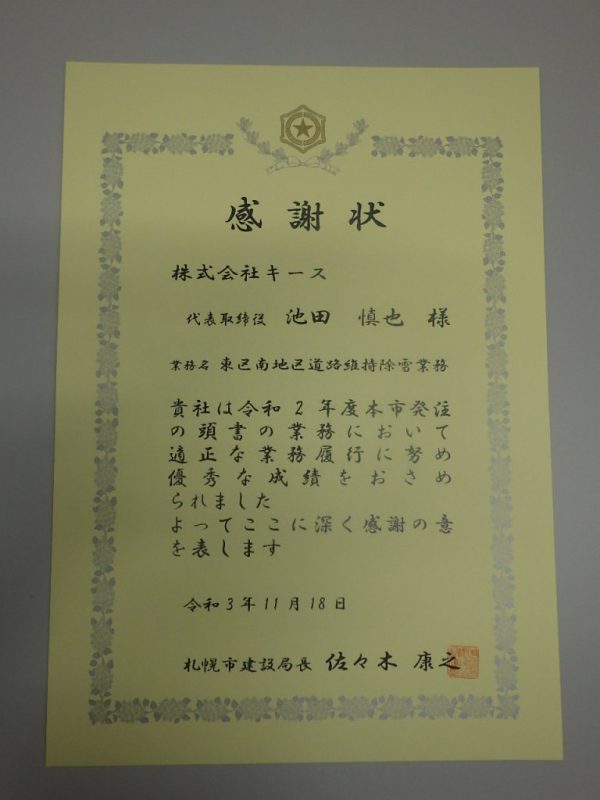 感謝状
株式会社キース
代表取締役 池田 慎也 様
業務名 東区南地区道路維持除雪業務
貴社は令和2年度本市発注
の頭書の業務において
適正な業務履行に努め
優秀な成績をおさめ
られました
よってここに深く感謝の意
を表します
令和3年11月18日
札幌市建設局長 佐々木 康之